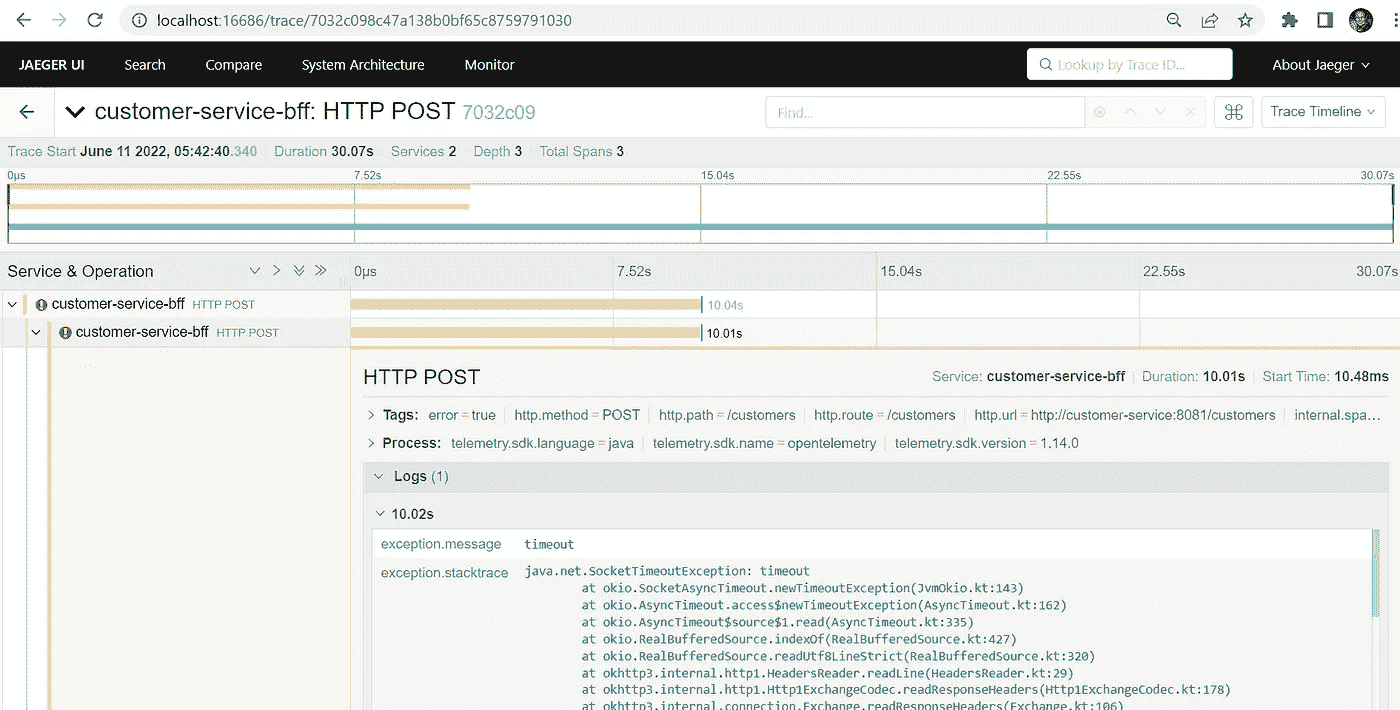 localhost:16686/trace/7032c098c47a138b0bf65c8759791030
JAEGER UI Search Compare System Architecture Monitor Lookup by Trace ID... About Jaeger
customer-service-bff: HTTP POST 7032c09 Find... Trace Timeline
Trace Start June 11 2022, 05:42:40.340 Duration 30.07s Services 2 Depth 3 Total Spans 3
0μs 7.52s 15.04s 22.55s 30.07s
Service & Operation 0μs 7.52s 15.04s 22.55s 30.07s
customer-service-bff HTTP POST 10.04s
customer-service-bff HTTP POST 10.01s
HTTP POST Service: customer-service-bff Duration: 10.01s Start Time: 10.48ms
Tags: error = true http.method = POST http.path = /customers http.route = /customers http.url = http://customer-service:8081/customers internal.spa...
Process: telemetry.sdk.language = java telemetry.sdk.name = opentelemetry telemetry.sdk.version = 1.14.0
Logs (1)
10.02s
exception.message timeout
exception.stacktrace java.net.SocketTimeoutException: timeout
at okio.SocketAsyncTimeout.newTimeoutException(JvmOkio.kt:143)
at okio.AsyncTimeout.access$newTimeoutException(AsyncTimeout.kt:162)
at okio.AsyncTimeout$source$1.read(AsyncTimeout.kt:335)
at okio.RealBufferedSource.indexOf(RealBufferedSource.kt:427)
at okio.RealBufferedSource.readUtf8LineStrict(RealBufferedSource.kt:320)
at okhttp3.internal.http1.HeadersReader.readLine(HeadersReader.kt:29)
at okhttp3.internal.http1.Http1ExchangeCodec.readResponseHeaders(Http1ExchangeCodec.kt:178)
at okhttp3.internal.connection.Exchange.readResponseHeaders(Exchange.kt:106)